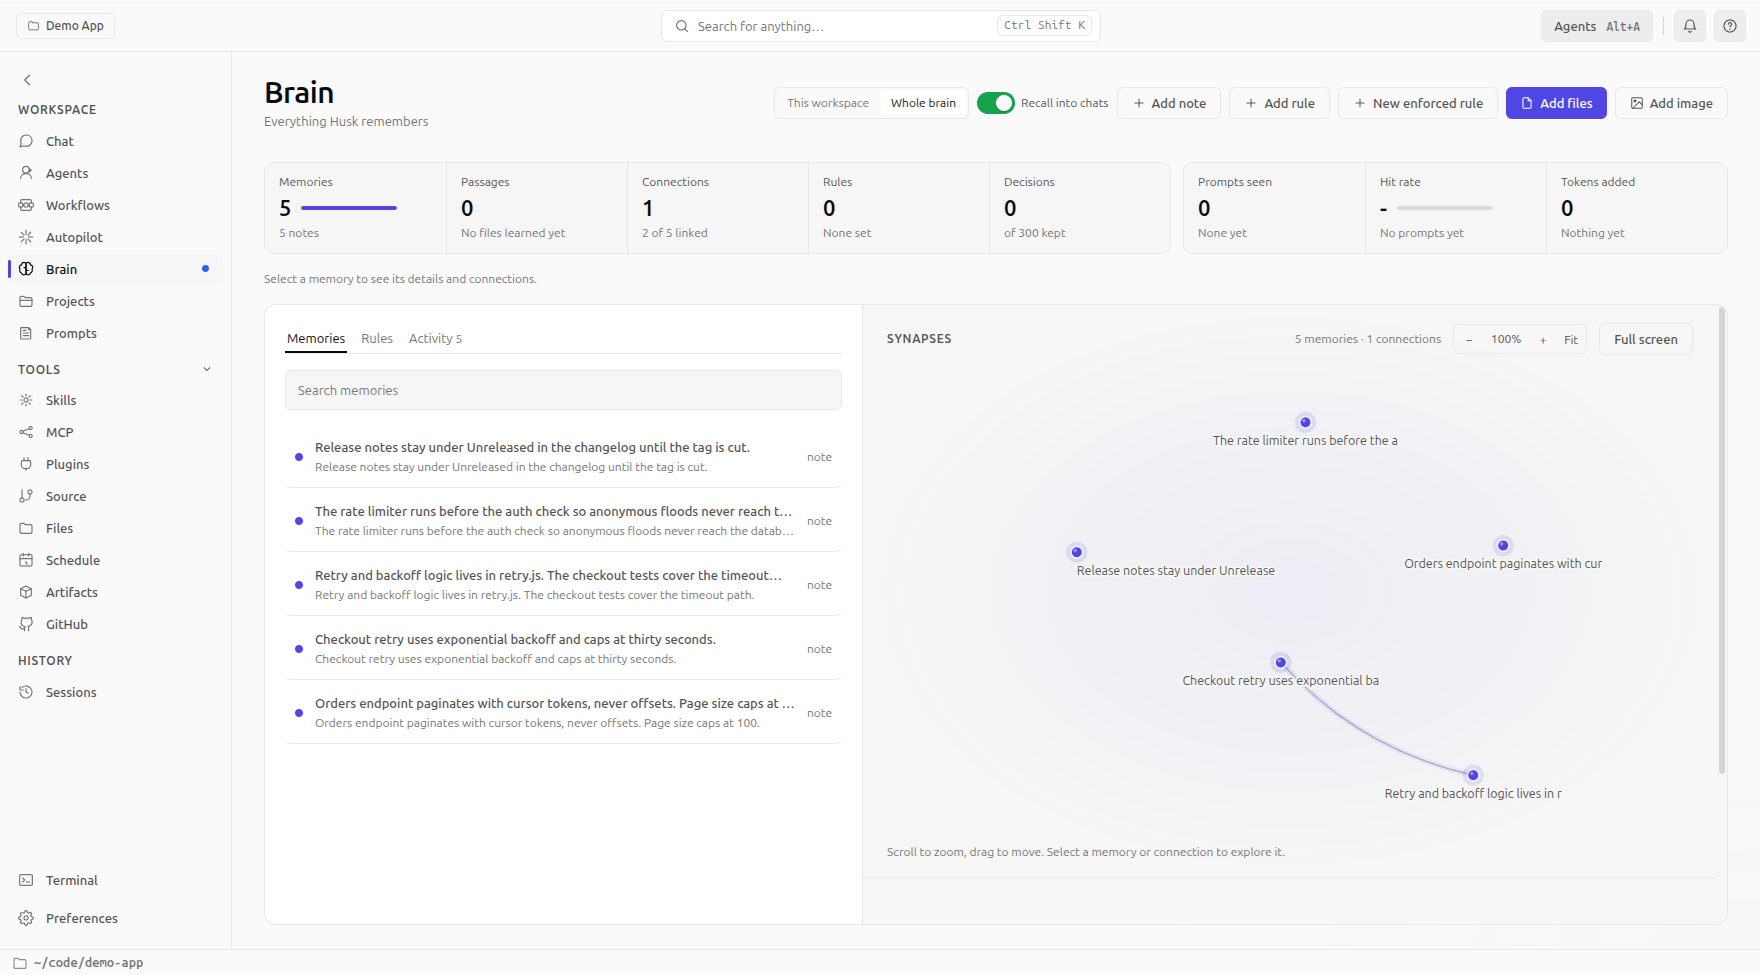 Demo App
Search for anything…
Ctrl Shift K
Agents Alt+A
WORKSPACE
Chat
Agents
Workflows
Autopilot
Brain
Projects
Prompts
TOOLS
Skills
MCP
Plugins
Source
Files
Schedule
Artifacts
GitHub
HISTORY
Sessions
Terminal
Preferences
Brain
Everything Husk remembers
This workspace
Whole brain
Recall into chats
+ Add note
+ Add rule
+ New enforced rule
Add files
Add image
Memories
5
5 notes
Passages
0
No files learned yet
Connections
1
2 of 5 linked
Rules
0
None set
Decisions
0
of 300 kept
Prompts seen
0
None yet
Hit rate
-
No prompts yet
Tokens added
0
Nothing yet
Select a memory to see its details and connections.
Memories
Rules
Activity 5
Search memories
Release notes stay under Unreleased in the changelog until the tag is cut.
Release notes stay under Unreleased in the changelog until the tag is cut.
note
The rate limiter runs before the auth check so anonymous floods never reach t…
The rate limiter runs before the auth check so anonymous floods never reach the datab…
note
Retry and backoff logic lives in retry.js. The checkout tests cover the timeout…
Retry and backoff logic lives in retry.js. The checkout tests cover the timeout path.
note
Checkout retry uses exponential backoff and caps at thirty seconds.
Checkout retry uses exponential backoff and caps at thirty seconds.
note
Orders endpoint paginates with cursor tokens, never offsets. Page size caps at …
Orders endpoint paginates with cursor tokens, never offsets. Page size caps at 100.
note
SYNAPSES
5 memories · 1 connections
− 100% + Fit
Full screen
The rate limiter runs before the a
Release notes stay under Unrelease
Orders endpoint paginates with cur
Checkout retry uses exponential ba
Retry and backoff logic lives in r
Scroll to zoom, drag to move. Select a memory or connection to explore it.
~/code/demo-app